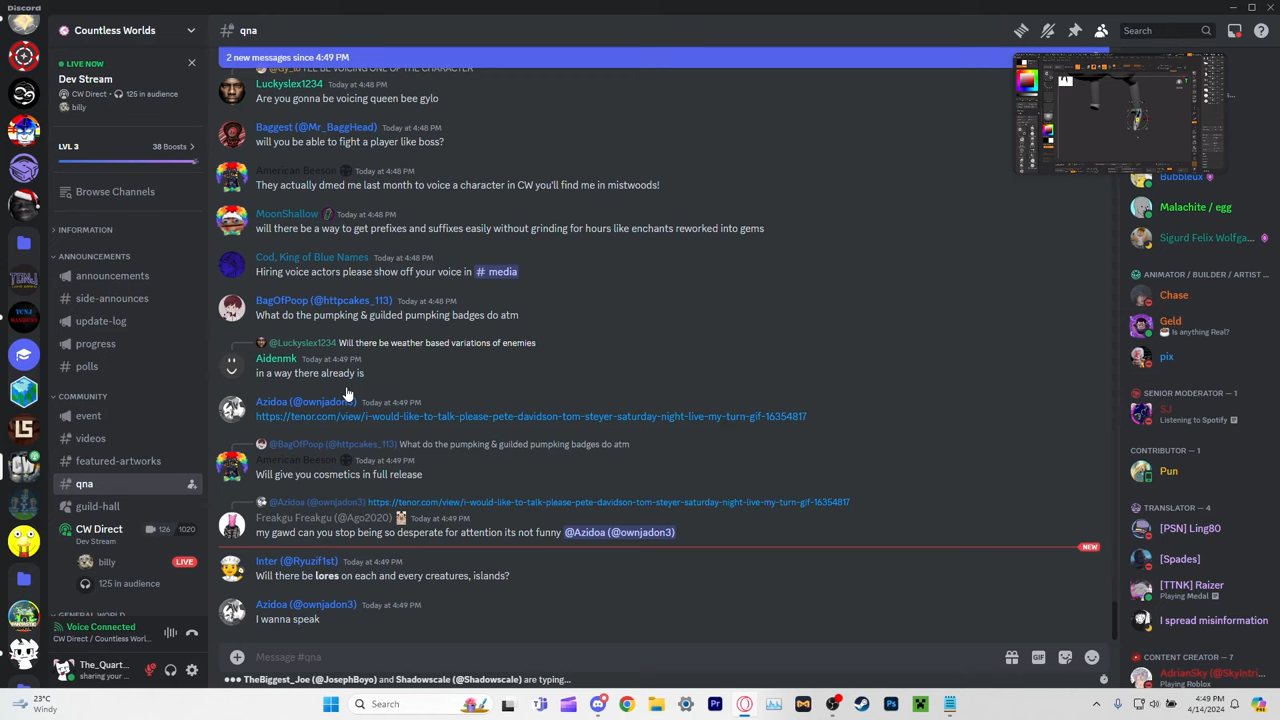 Discord
Countless Worlds
LIVE NOW
Dev Stream
CW Direct / 125 in audience
billy
LVL 3
38 Boosts
Browse Channels
INFORMATION
ANNOUNCEMENTS
announcements
side-announcements
update-log
progress
polls
COMMUNITY
event
videos
featured-artworks
qna
guild-hall
CW Direct
126 1020
Dev Stream
billy
LIVE
125 in audience
Voice Connected
CW Direct / Countless Worl...
The_Quart...
sharing your ...
qna
Search
2 new messages since 4:49 PM
Luckyslex1234 Today at 4:48 PM
Are you gonna be voicing queen bee gylo
Baggest (@Mr_BaggHead) Today at 4:48 PM
will you be able to fight a player like boss?
American Beeson Today at 4:48 PM
They actually dmed me last month to voice a character in CW you'll find me in mistwoods!
MoonShallow Today at 4:48 PM
will there be a way to get prefixes and suffixes easily without grinding for hours like enchants reworked into gems
Cod, King of Blue Names Today at 4:48 PM
Hiring voice actors please show off your voice in # media
BagOfPoop (@httpcakes_113) Today at 4:48 PM
What do the pumpking & guilded pumpking badges do atm
@Luckyslex1234 Will there be weather based variations of enemies
Aidenmk Today at 4:49 PM
in a way there already is
Azidoa (@ownjadon3) Today at 4:49 PM
https://tenor.com/view/i-would-like-to-talk-please-pete-davidson-tom-steyer-saturday-night-live-my-turn-gif-16354817
@BagOfPoop (@httpcakes_113) What do the pumpking & guilded pumpking badges do atm
American Beeson Today at 4:49 PM
Will give you cosmetics in full release
@Azidoa (@ownjadon3) https://tenor.com/view/i-would-like-to-talk-please-pete-davidson-tom-steyer-saturday-night-live-my-turn-gif-16354817
Freakgu Freakgu (@Ago2020) Today at 4:49 PM
my gawd can you stop being so desperate for attention its not funny @Azidoa (@ownjadon3)
NEW
Inter (@Ryuzif1st) Today at 4:49 PM
Will there be lores on each and every creatures, islands?
Azidoa (@ownjadon3) Today at 4:49 PM
I wanna speak
Message #qna
GIF
TheBiggest_Joe (@JosephBoyo) and Shadowscale (@Shadowscale) are typing...
Bubbleux
Malachite / egg
Sigurd Felix Wolfga...
ANIMATOR / BUILDER / ARTIST ...
Chase
Geld
Is anything Real?
pix
SENIOR MODERATOR — 1
SJ
Listening to Spotify
CONTRIBUTOR — 1
Pun
TRANSLATOR — 4
[PSN] Ling80
[Spades]
[TTNK] Raizer
Playing Medal
I spread misinformation
CONTENT CREATOR — 7
AdrianSky (@SkyIntri...
Playing Roblox
23°C
Windy
Search
4:49 PM
4/14/2024